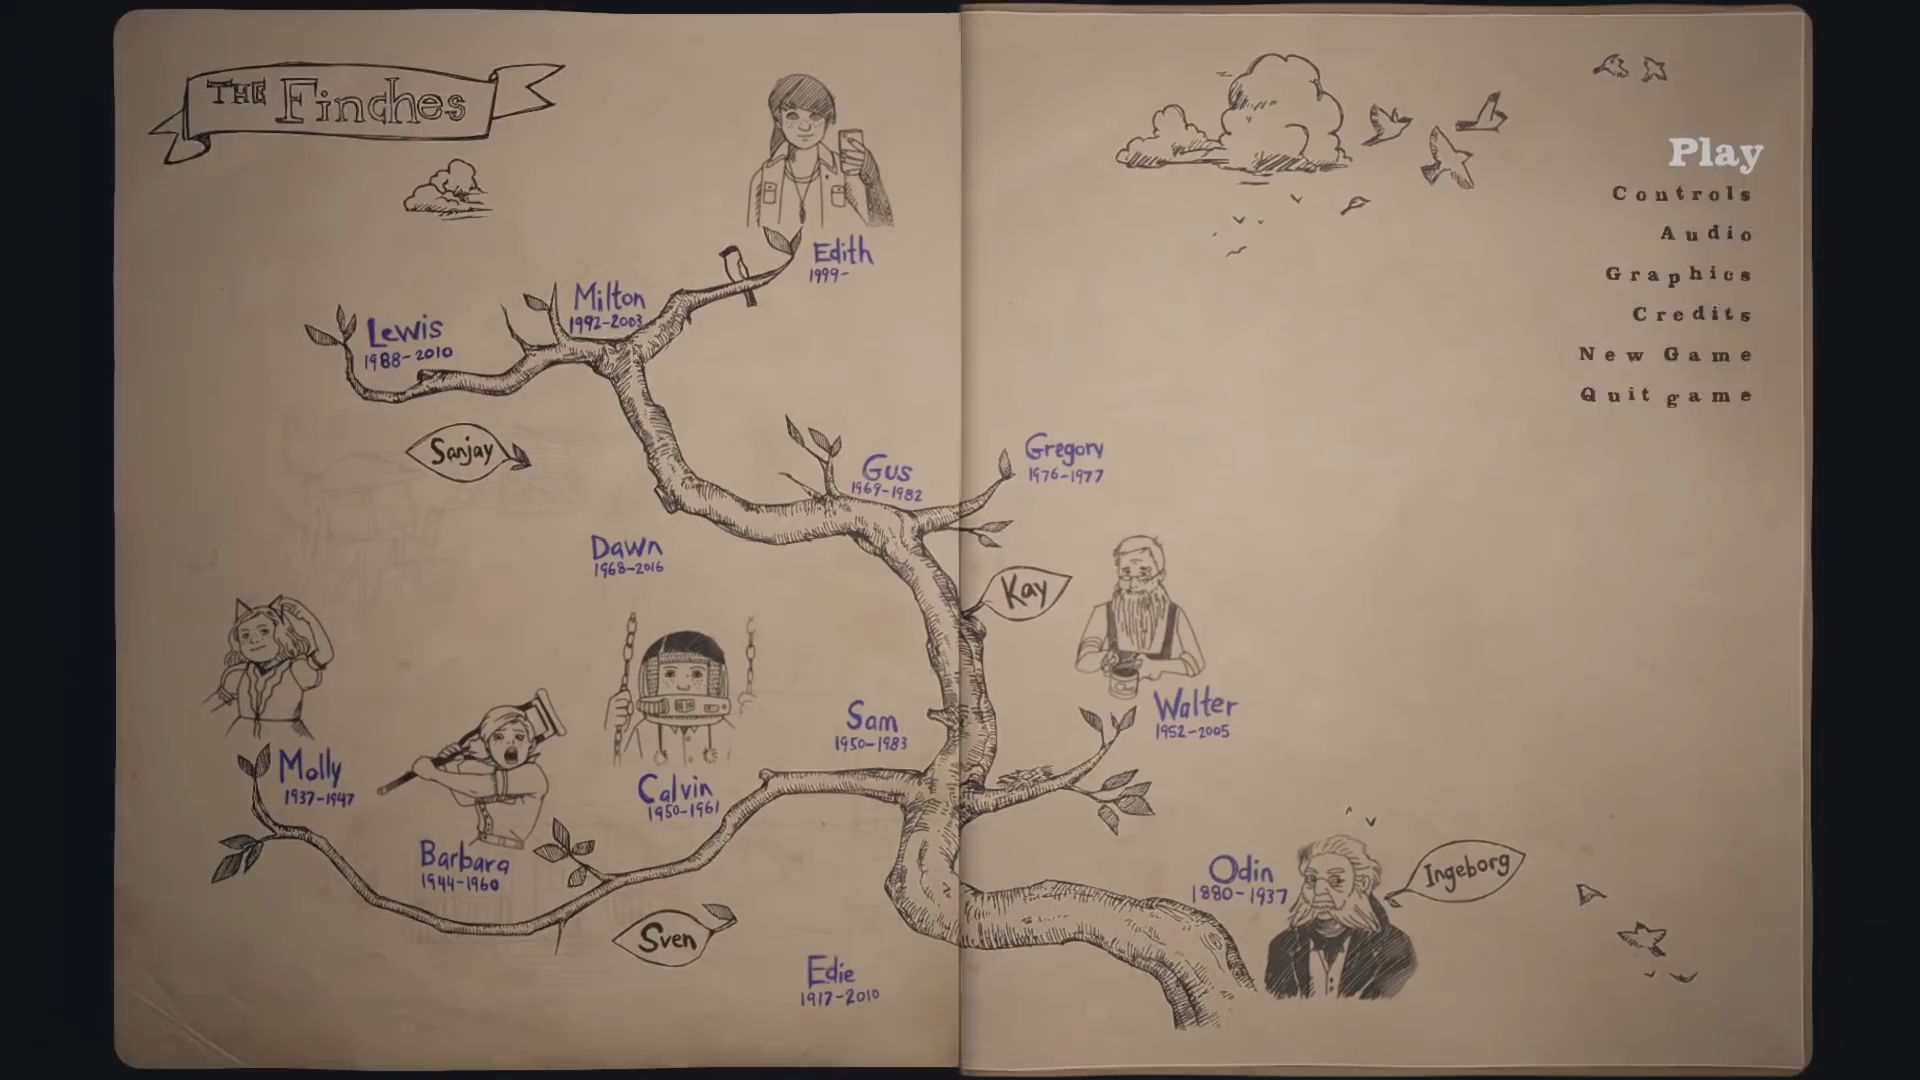 THE Finches
Edith
1999-
Milton
1992-2003
Lewis
1988-2010
Sanjay
Gus
1969-1982
Gregory
1976-1977
Dawn
1968-2016
Kay
Walter
1952-2005
Sam
1950-1983
Calvin
1950-1961
Molly
1937-1947
Barbara
1944-1960
Sven
Edie
1917-2010
Odin
1880-1937
Ingeborg
Play
Controls
Audio
Graphics
Credits
New Game
Quit game